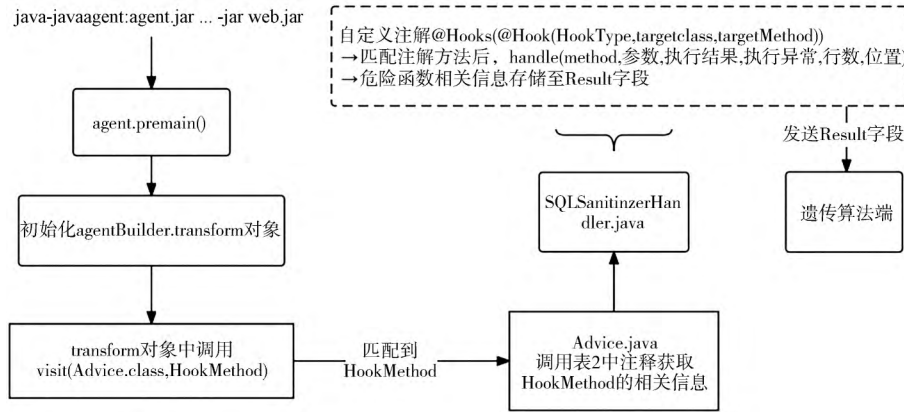 java-javaagent:agent.jar ... -jar web.jar
agent.premain()
初始化agentBuilder.transform对象
transform对象中调用
visit(Advice.class,HookMethod)
匹配到
HookMethod
Advice.java
调用表2中注释获取
HookMethod的相关信息
SQLSanitinzerHan
dler.java
自定义注解@Hooks(@Hook(HookType,targetclass,targetMethod))
→匹配注解方法后，handle(method,参数,执行结果,执行异常,行数,位置)
→危险函数相关信息存储至Result字段
发送Result字段
遗传算法端